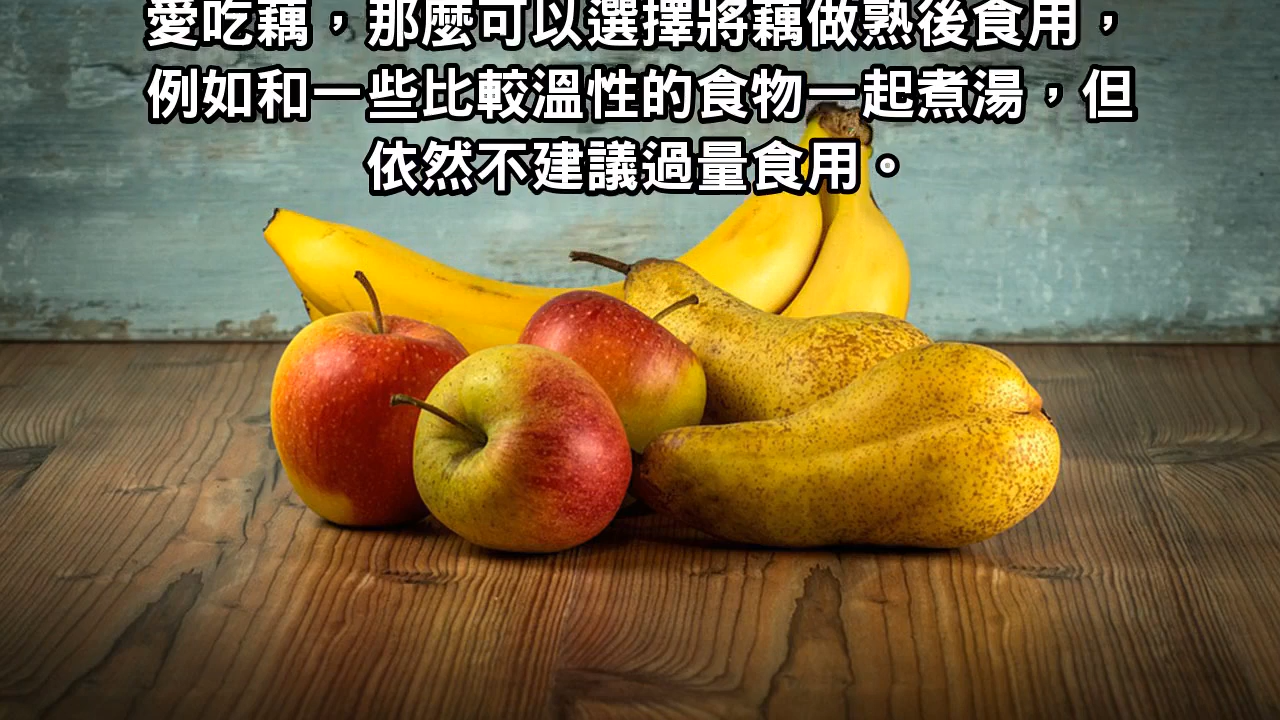 愛吃藕，那麼可以選擇將藕做熟後食用，
例如和一些比較溫性的食物一起煮湯，但
依然不建議過量食用。